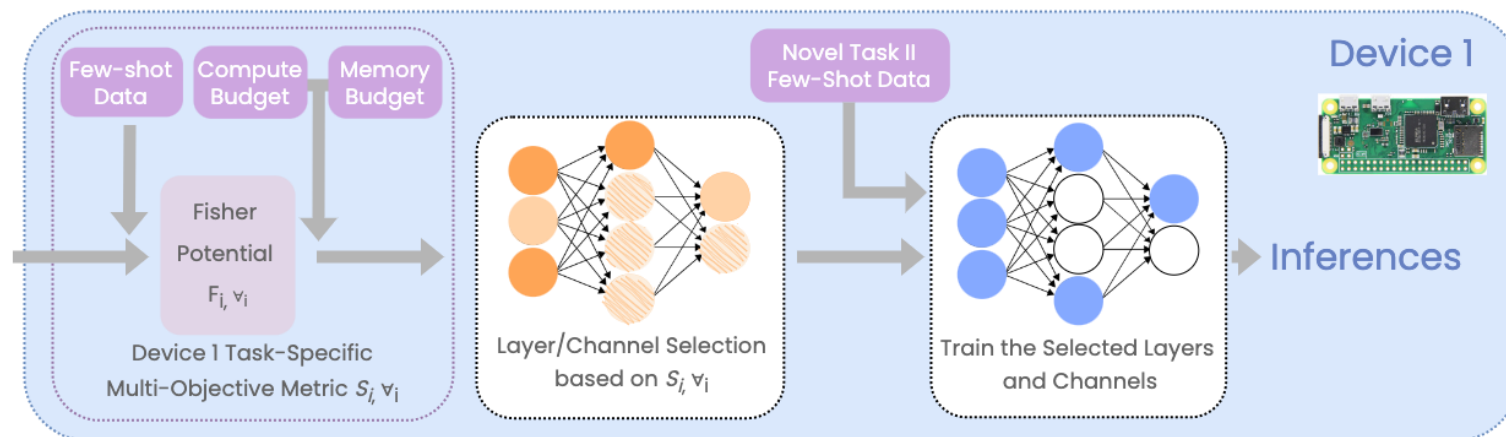 Few-shot
Data
Compute
Budget
Memory
Budget
Fisher
Potential
Fi, ∀i
Device 1 Task-Specific
Multi-Objective Metric Si, ∀i
Layer/Channel Selection
based on Si, ∀i
Novel Task II
Few-Shot Data
Train the Selected Layers
and Channels
Device 1
Inferences